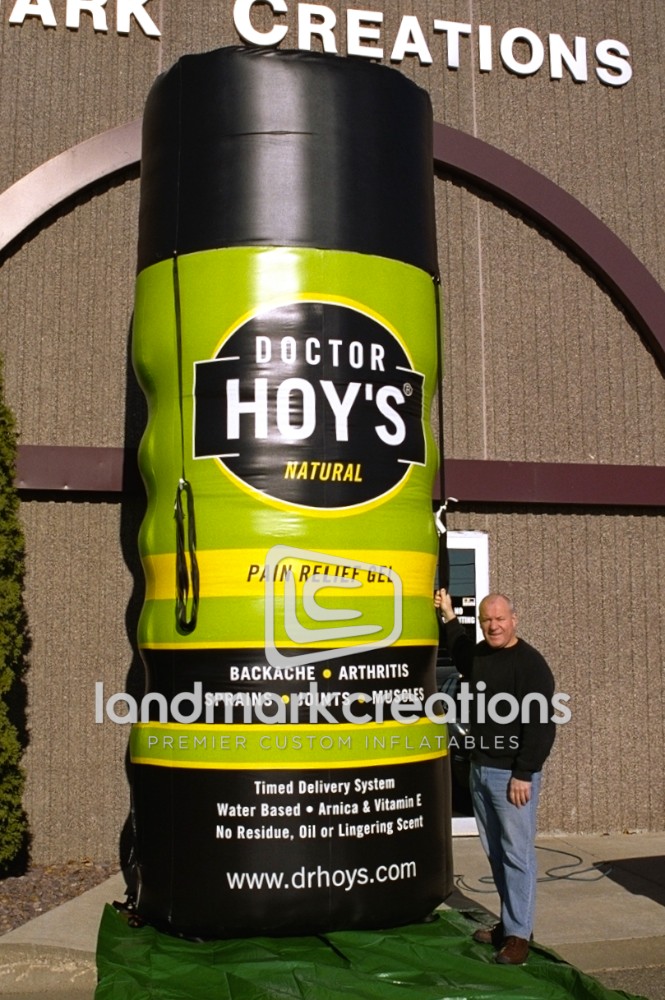 ARK CREATIONS
DOCTOR
HOY'S®
NATURAL
PAIN RELIEF GEL
BACKACHE • ARTHRITIS
SPRAINS • JOINTS • MUSCLES
landmarkcreations
PREMIER CUSTOM INFLATABLES
Timed Delivery System
Water Based • Arnica & Vitamin E
No Residue, Oil or Lingering Scent
www.drhoys.com
NO